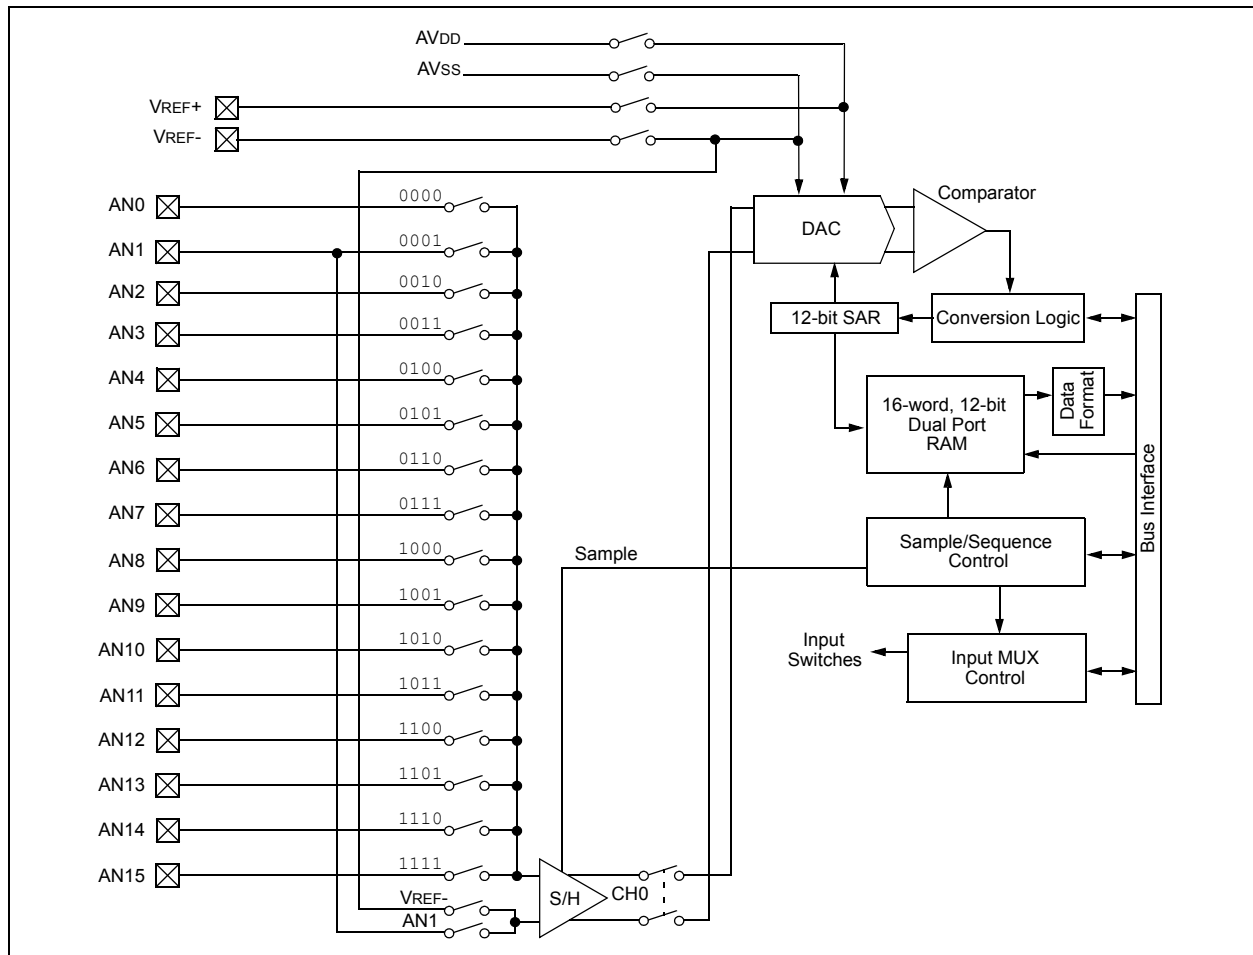 AVDD
AVSS
VREF+
VREF-
AN0
0000
AN1
0001
AN2
0010
AN3
0011
AN4
0100
AN5
0101
AN6
0110
AN7
0111
AN8
1000
AN9
1001
AN10
1010
AN11
1011
AN12
1100
AN13
1101
AN14
1110
AN15
1111
VREF-
AN1
S/H
CH0
Sample
Comparator
DAC
12-bit SAR
Conversion Logic
16-word, 12-bit
Dual Port
RAM
Data
Format
Bus Interface
Sample/Sequence
Control
Input
Switches
Input MUX
Control